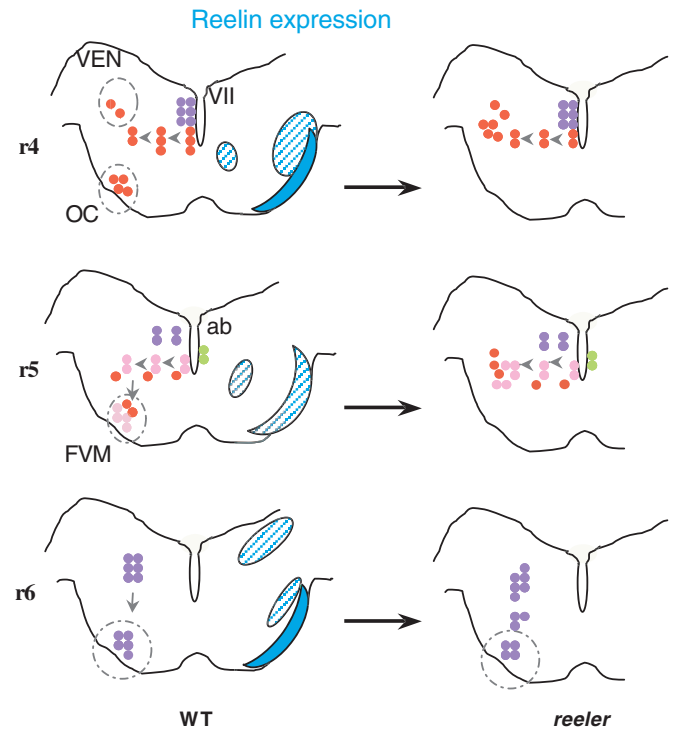 Reelin expression
VEN
VII
r4
OC
ab
r5
FVM
r6
WT
reeler